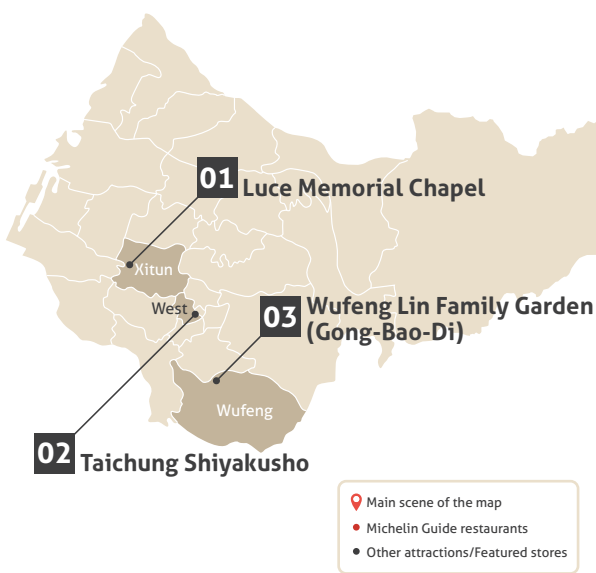 01 Luce Memorial Chapel
Xitun
West
03 Wufeng Lin Family Garden
(Gong-Bao-Di)
Wufeng
02 Taichung Shiyakusho
Main scene of the map
Michelin Guide restaurants
Other attractions/Featured stores